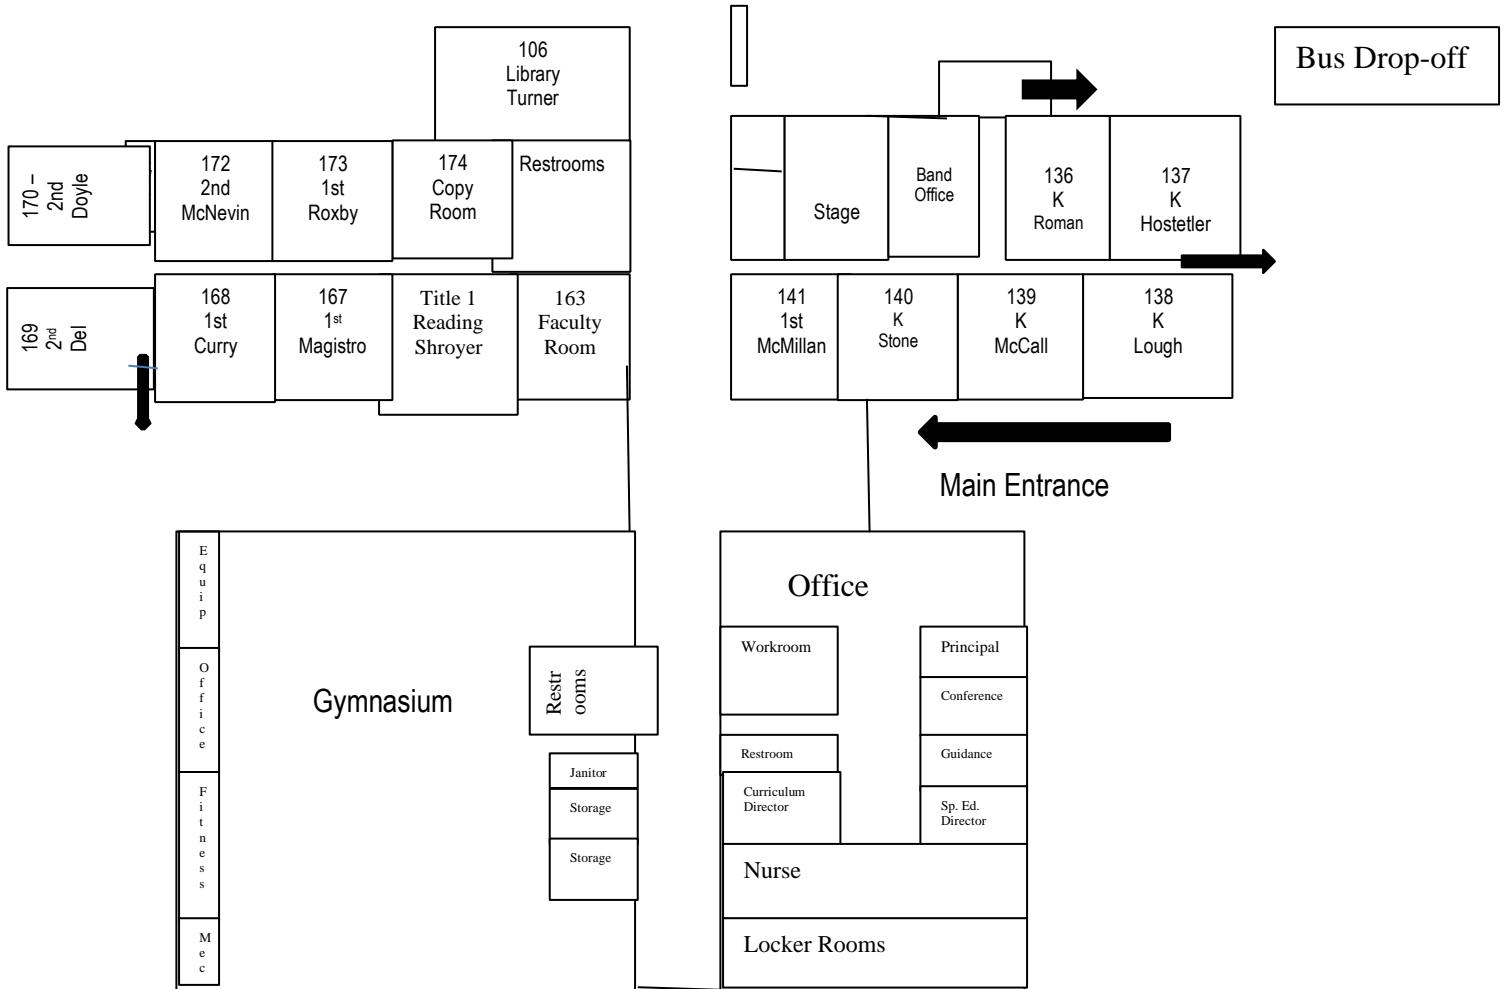 106
Library
Turner
Bus Drop-off
170 –
2nd
Doyle
172
2nd
McNevin
173
1st
Roxby
174
Copy
Room
Restrooms
Stage
Band
Office
136
K
Roman
137
K
Hostetler
169
2nd
Del
168
1st
Curry
167
1st
Magistro
Title 1
Reading
Shroyer
163
Faculty
Room
141
1st
McMillan
140
K
Stone
139
K
McCall
138
K
Lough
Main Entrance
Equip
Office
Fitness
Mec
Gymnasium
Restr
ooms
Janitor
Storage
Storage
Office
Workroom
Principal
Conference
Restroom
Guidance
Curriculum
Director
Sp. Ed.
Director
Nurse
Locker Rooms